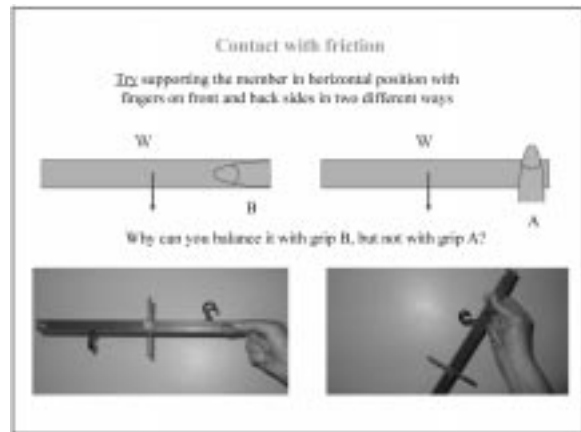 Contact with friction
Try supporting the member in horizontal position with
fingers on front and back sides in two different ways
W
W
B
A
Why can you balance it with grip B, but not with grip A?